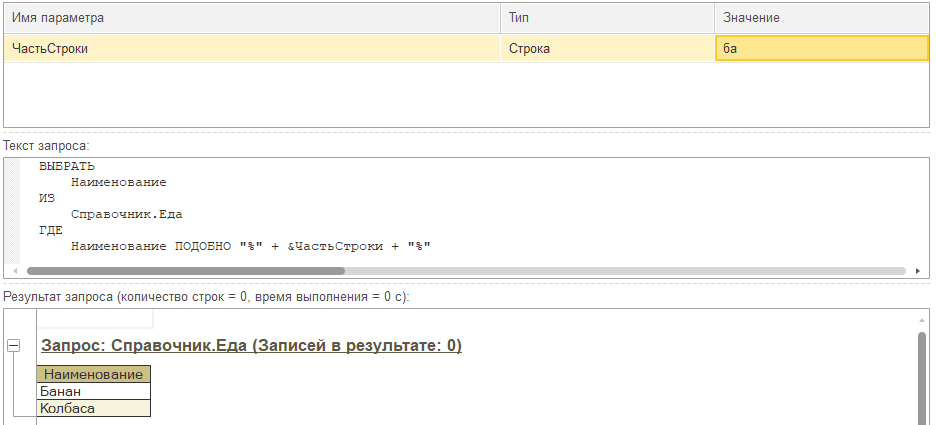 Имя параметра Тип Значение
ЧастьСтроки Строка ба
Текст запроса:
ВЫБРАТЬ
Наименование
ИЗ
Справочник.Еда
ГДЕ
Наименование ПОДОБНО "%" + &ЧастьСтроки + "%"
Результат запроса (количество строк = 0, время выполнения = 0 с):
Запрос: Справочник.Еда (Записей в результате: 0)
Наименование
Банан
Колбаса